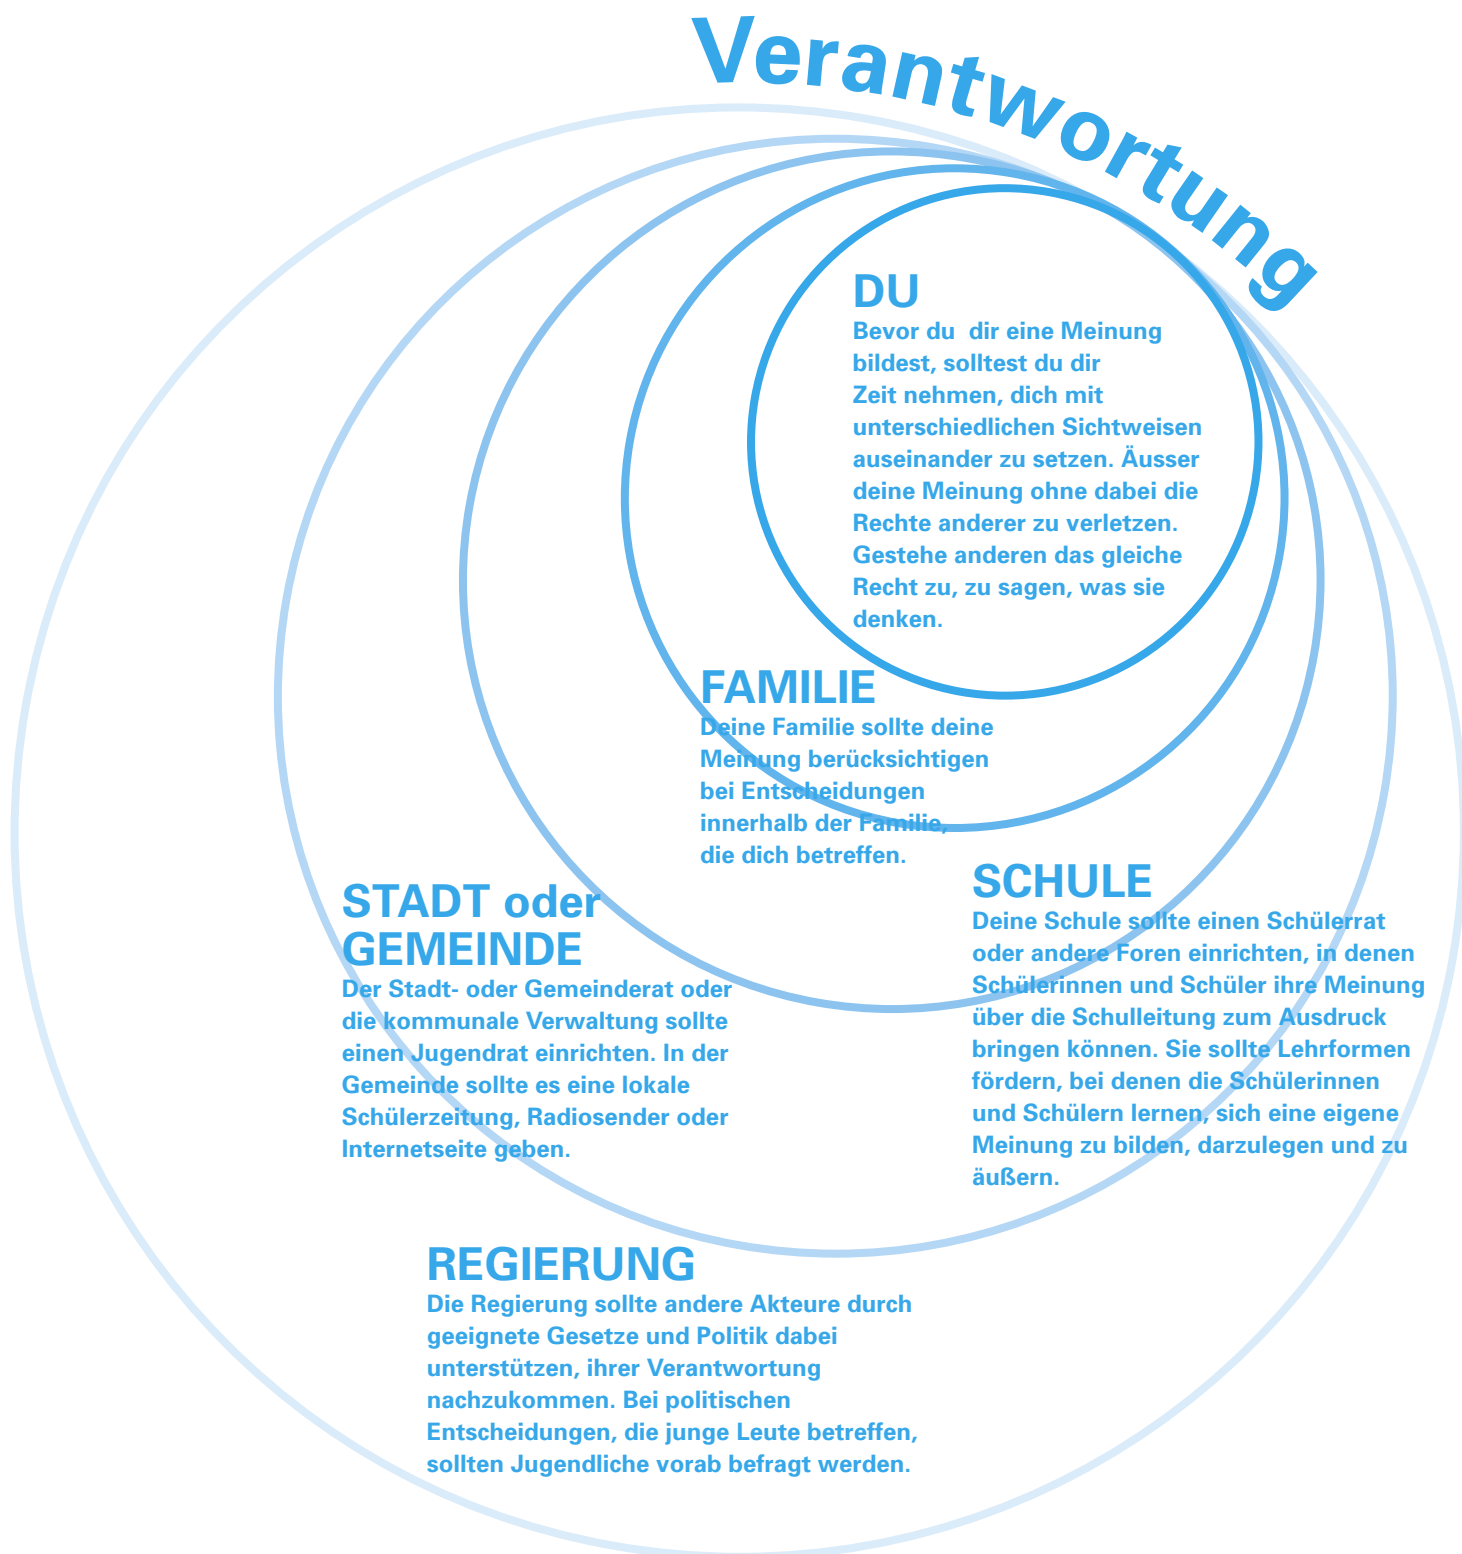 Verantwortung
DU
Bevor du  dir eine Meinung
bildest, solltest du dir
Zeit nehmen, dich mit
unterschiedlichen Sichtweisen
auseinander zu setzen. Äusser
deine Meinung ohne dabei die
Rechte anderer zu verletzen.
Gestehe anderen das gleiche
Recht zu, zu sagen, was sie
denken.
FAMILIE
Deine Familie sollte deine
Meinung berücksichtigen
bei Entscheidungen
innerhalb der Familie,
die dich betreffen.
SCHULE
Deine Schule sollte einen Schülerrat
oder andere Foren einrichten, in denen
Schülerinnen und Schüler ihre Meinung
über die Schulleitung zum Ausdruck
bringen können. Sie sollte Lehrformen
fördern, bei denen die Schülerinnen
und Schülern lernen, sich eine eigene
Meinung zu bilden, darzulegen und zu
äußern.
STADT oder
GEMEINDE
Der Stadt- oder Gemeinderat oder
die kommunale Verwaltung sollte
einen Jugendrat einrichten. In der
Gemeinde sollte es eine lokale
Schülerzeitung, Radiosender oder
Internetseite geben.
REGIERUNG
Die Regierung sollte andere Akteure durch
geeignete Gesetze und Politik dabei
unterstützen, ihrer Verantwortung
nachzukommen. Bei politischen
Entscheidungen, die junge Leute betreffen,
sollten Jugendliche vorab befragt werden.